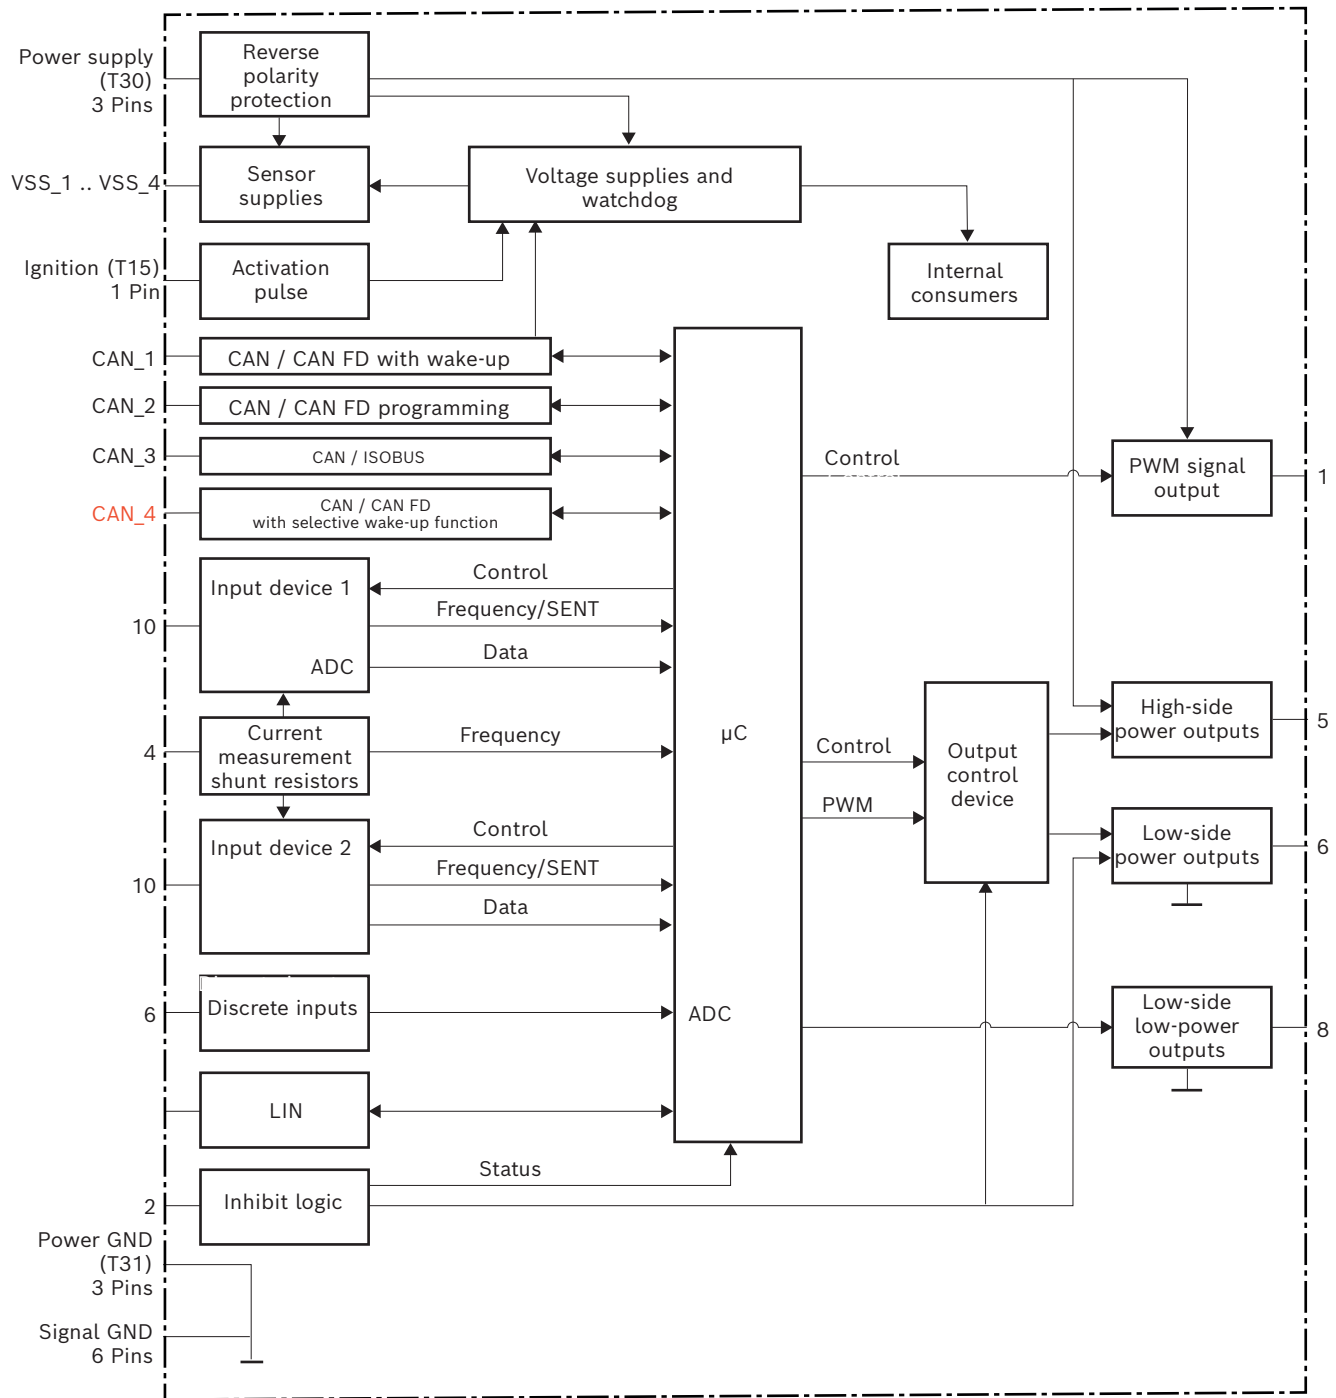 Power supply
(T30)
3 Pins
Reverse
polarity
protection
VSS_1 .. VSS_4
Sensor
supplies
Voltage supplies and
watchdog
Ignition (T15)
1 Pin
Activation
pulse
Internal
consumers
CAN_1
CAN / CAN FD with wake-up
CAN_2
CAN / CAN FD programming
CAN_3
CAN / ISOBUS
CAN_4
CAN / CAN FD
with selective wake-up function
Control
PWM signal
output
1
10
Input device 1
ADC
Control
Frequency/SENT
Data
4
Current
measurement
shunt resistors
Frequency
µC
Control
PWM
Output
control
device
High-side
power outputs
5
Low-side
power outputs
6
10
Input device 2
Control
Frequency/SENT
Data
6
Discrete inputs
ADC
Low-side
low-power
outputs
8
LIN
2
Inhibit logic
Status
Power GND
(T31)
3 Pins
Signal GND
6 Pins